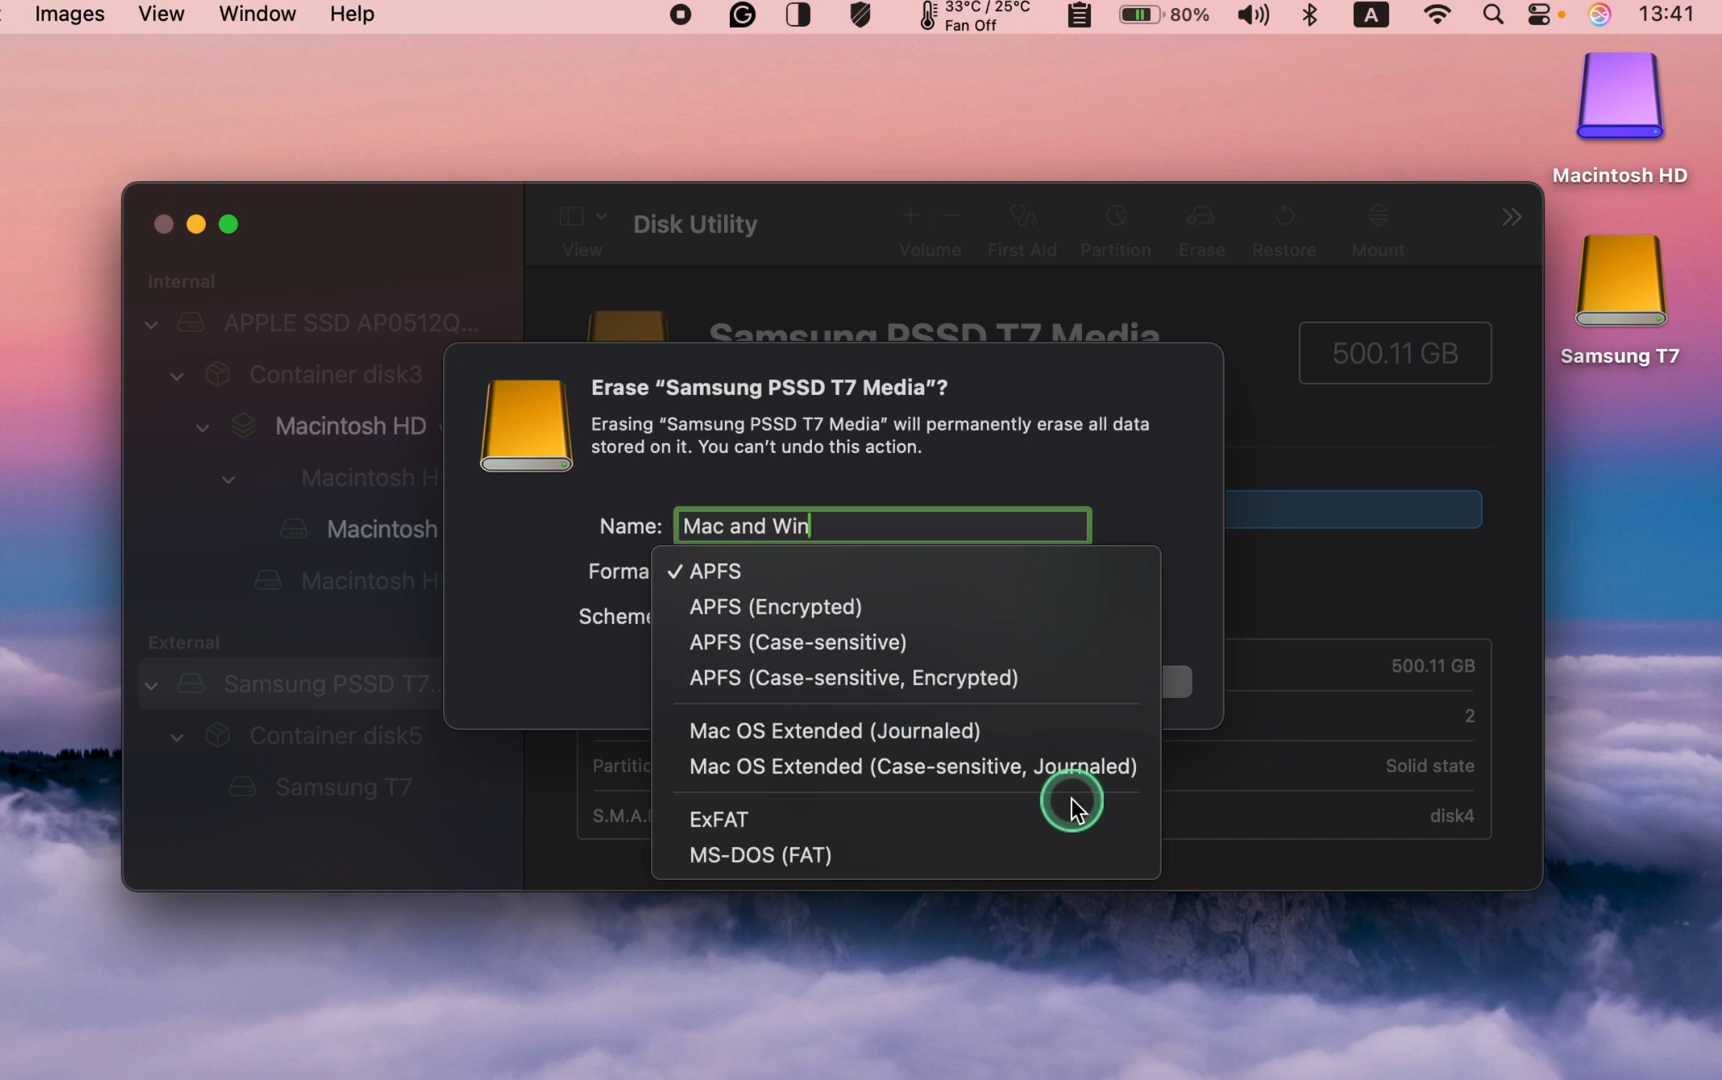 Images View Window Help 33°C / 25°C Fan Off 80% A 13:41
Macintosh HD
Samsung T7
Disk Utility
View Volume First Aid Partition Erase Restore Mount
Internal
APPLE SSD AP0512Q...
Container disk3
Macintosh HD
Macintosh H
Macintosh
Macintosh H
External
Samsung PSSD T7...
Container disk5
Samsung T7
Samsung PSSD T7 Media
500.11 GB
Erase “Samsung PSSD T7 Media”?
Erasing “Samsung PSSD T7 Media” will permanently erase all data
stored on it. You can’t undo this action.
Name: Mac and Win
Forma
Scheme
✓ APFS
APFS (Encrypted)
APFS (Case-sensitive)
APFS (Case-sensitive, Encrypted)
Mac OS Extended (Journaled)
Mac OS Extended (Case-sensitive, Journaled)
ExFAT
MS-DOS (FAT)
500.11 GB
2
Partitic
Solid state
S.M.A.
disk4